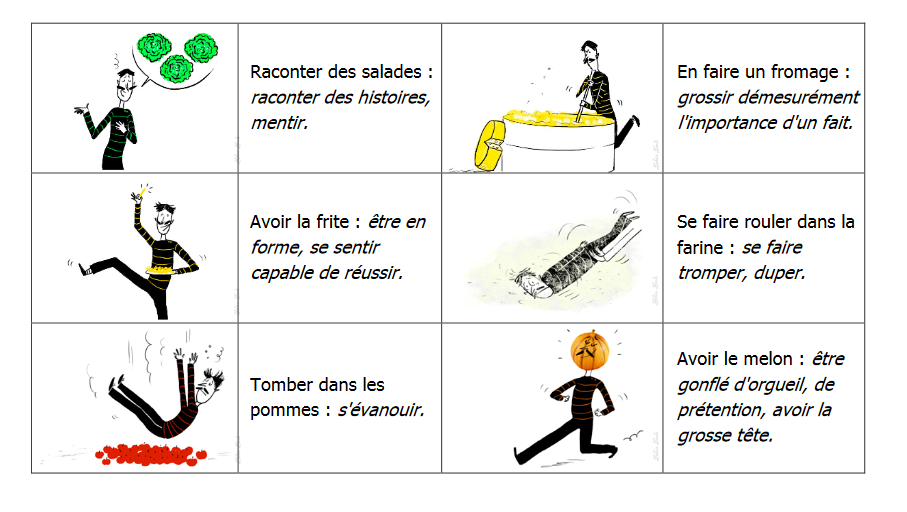 Raconter des salades :
raconter des histoires,
mentir.
En faire un fromage :
grossir démesurément
l'importance d'un fait.
Avoir la frite : être en
forme, se sentir
capable de réussir.
Se faire rouler dans la
farine : se faire
tromper, duper.
Tomber dans les
pommes : s'évanouir.
Avoir le melon : être
gonflé d'orgueil, de
prétention, avoir la
grosse tête.